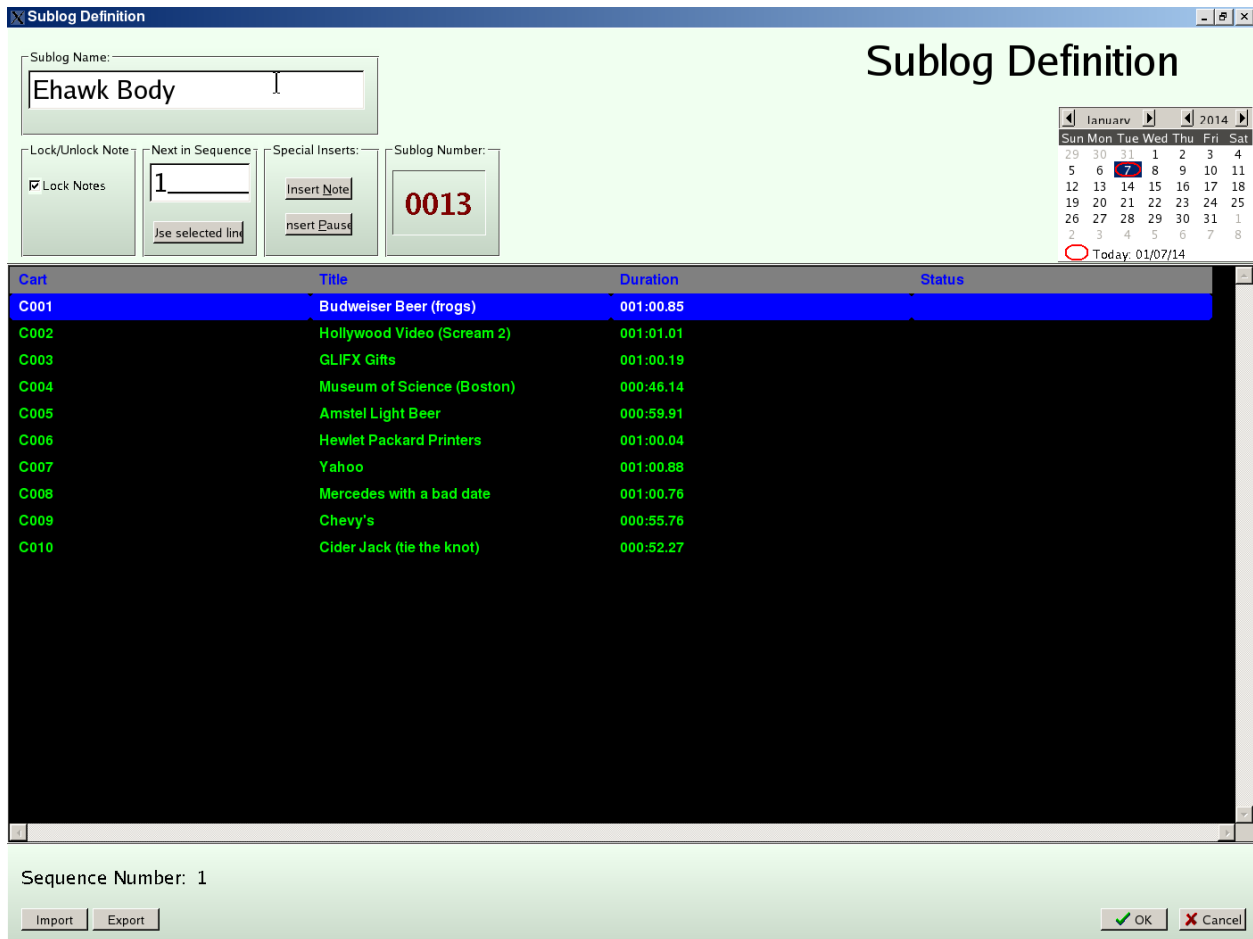 Sublog Definition
Sublog Name:
Ehawk Body
Sublog Definition
Lock/Unlock Note
Lock Notes
Next in Sequence
1
Jse selected line
Special Inserts:
Insert Note
nsert Pause
Sublog Number:
0013
January 2014
Sun Mon Tue Wed Thu Fri Sat
29 30 31 1 2 3 4
5 6 7 8 9 10 11
12 13 14 15 16 17 18
19 20 21 22 23 24 25
26 27 28 29 30 31 1
2 3 4 5 6 7 8
Today: 01/07/14
Cart Title Duration Status
C001 Budweiser Beer (frogs) 001:00.85
C002 Hollywood Video (Scream 2) 001:01.01
C003 GLIFX Gifts 001:00.19
C004 Museum of Science (Boston) 000:46.14
C005 Amstel Light Beer 000:59.91
C006 Hewlet Packard Printers 001:00.04
C007 Yahoo 001:00.88
C008 Mercedes with a bad date 001:00.76
C009 Chevy's 000:55.76
C010 Cider Jack (tie the knot) 000:52.27
Sequence Number: 1
Import Export OK Cancel